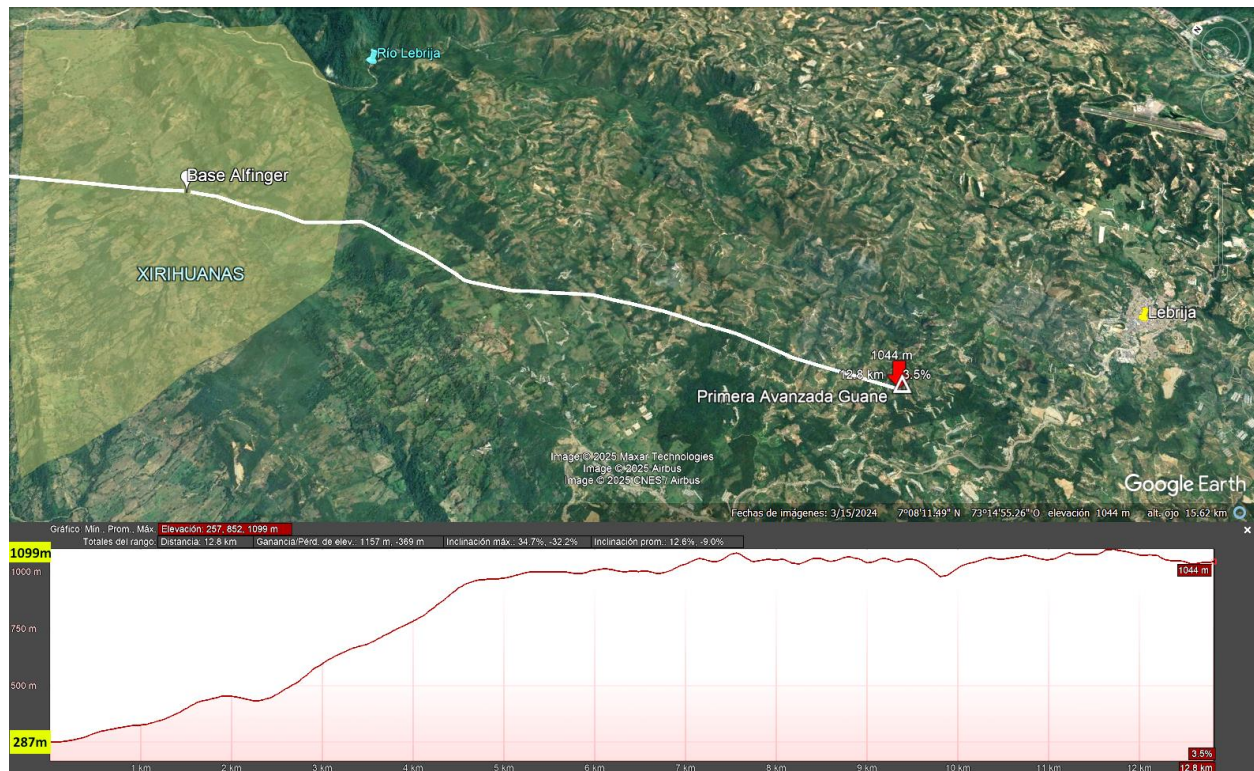 Río Lebrija
N
Base Alfinger
XIRIHUANAS
Lebrija
1044 m
12.8 km 3.5%
Primera Avanzada Guane
Image © 2025 Maxar Technologies
Image © 2025 Airbus
Image © 2025 CNES / Airbus
Google Earth
Fechas de imágenes: 3/15/2024 7°08'11.49" N 73°14'55.26" O elevación 1044 m alt. ojo 15.62 km
Gráfico: Mín., Prom., Máx. Elevación: 257, 852, 1099 m
Totales del rango: Distancia: 12.8 km Ganancia/Pérd. de elev.: 1157 m, -369 m Inclinación máx.: 34.7%, -32.2% Inclinación prom.: 12.6%, -9.0%
1099m
1000 m
1044 m
750 m
500 m
287m
3.5%
1 km 2 km 3 km 4 km 5 km 6 km 7 km 8 km 9 km 10 km 11 km 12 km 12.8 km